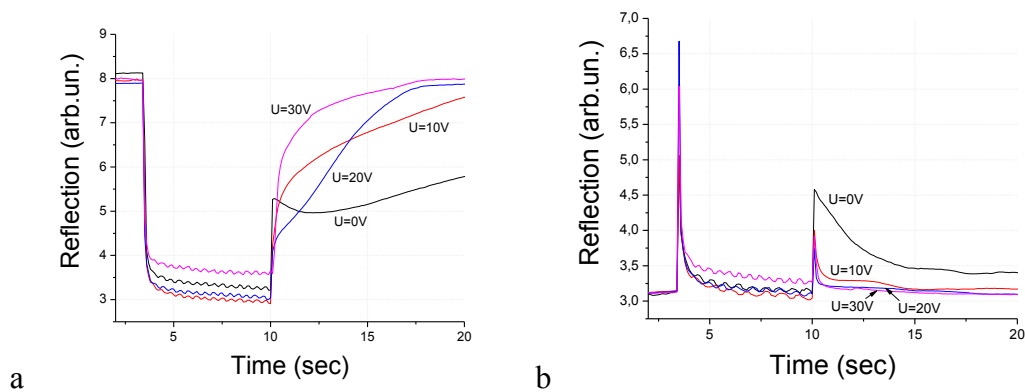 9
8
7
6
5
4
3
Reflection (arb.un.)
U=30V
U=10V
U=20V
U=0V
5
10
15
20
Time (sec)
a
7,0
6,5
6,0
5,5
5,0
4,5
4,0
3,5
3,0
Reflection (arb.un.)
U=0V
U=10V
U=30V
U=20V
5
10
15
20
Time (sec)
b